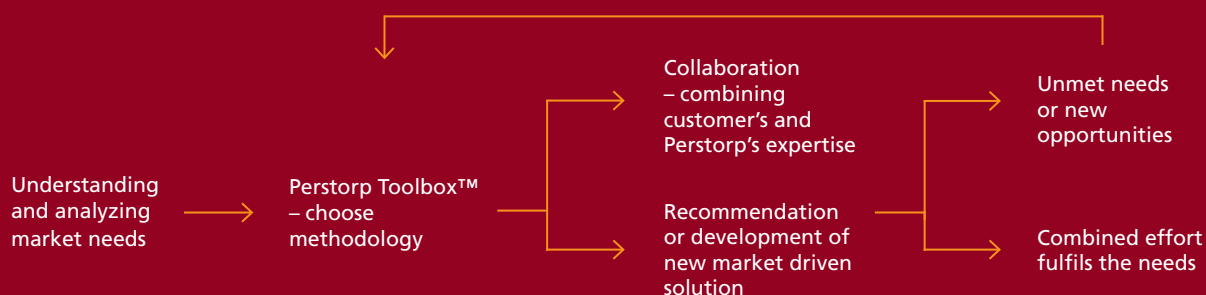 Understanding
and analyzing
market needs
Perstorp Toolbox™
– choose
methodology
Collaboration
– combining
customer’s and
Perstorp’s expertise
Recommendation
or development of
new market driven
solution
Unmet needs
or new
opportunities
Combined effort
fulfils the needs